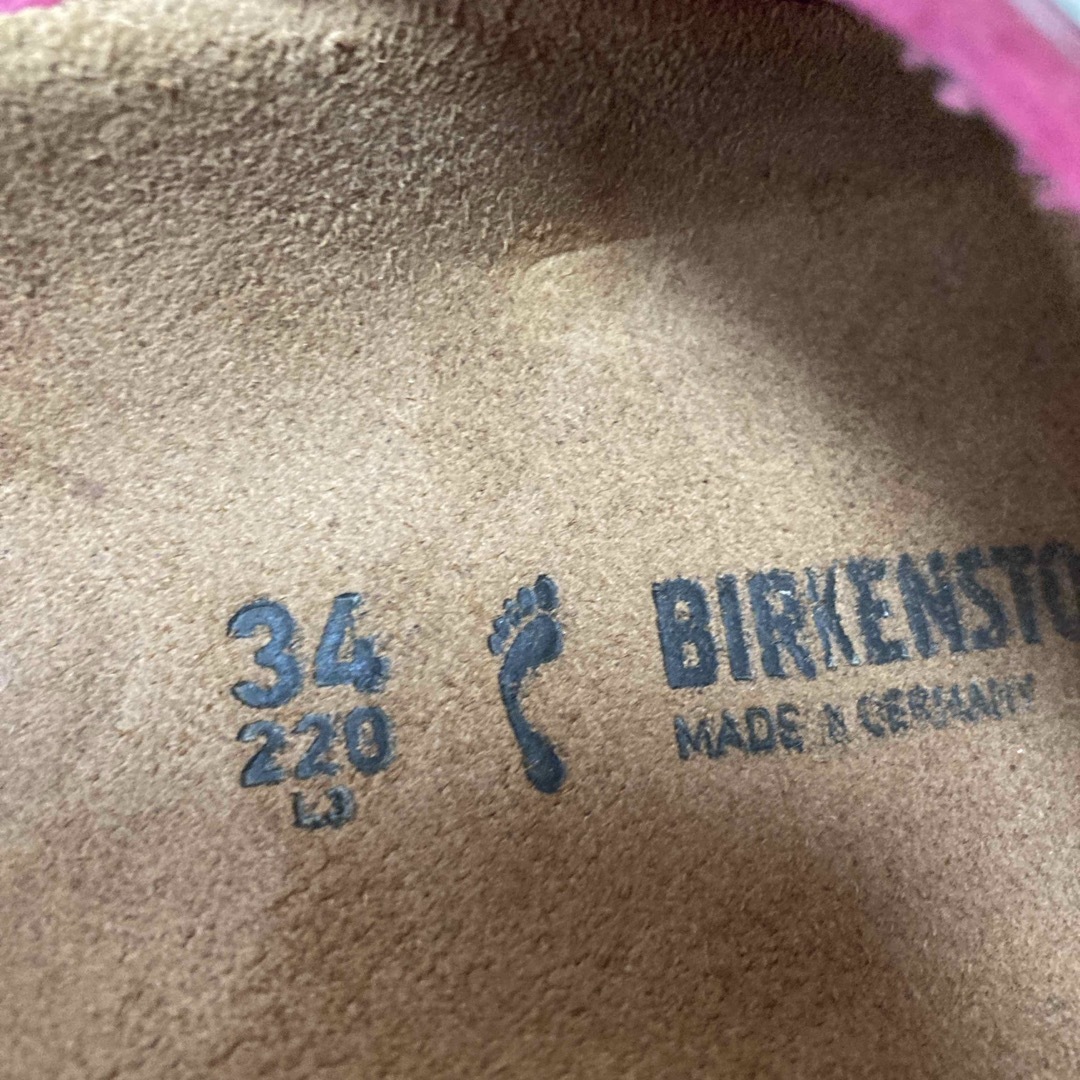 34
220
L3
BIRKENSTO
MADE IN GERMANY